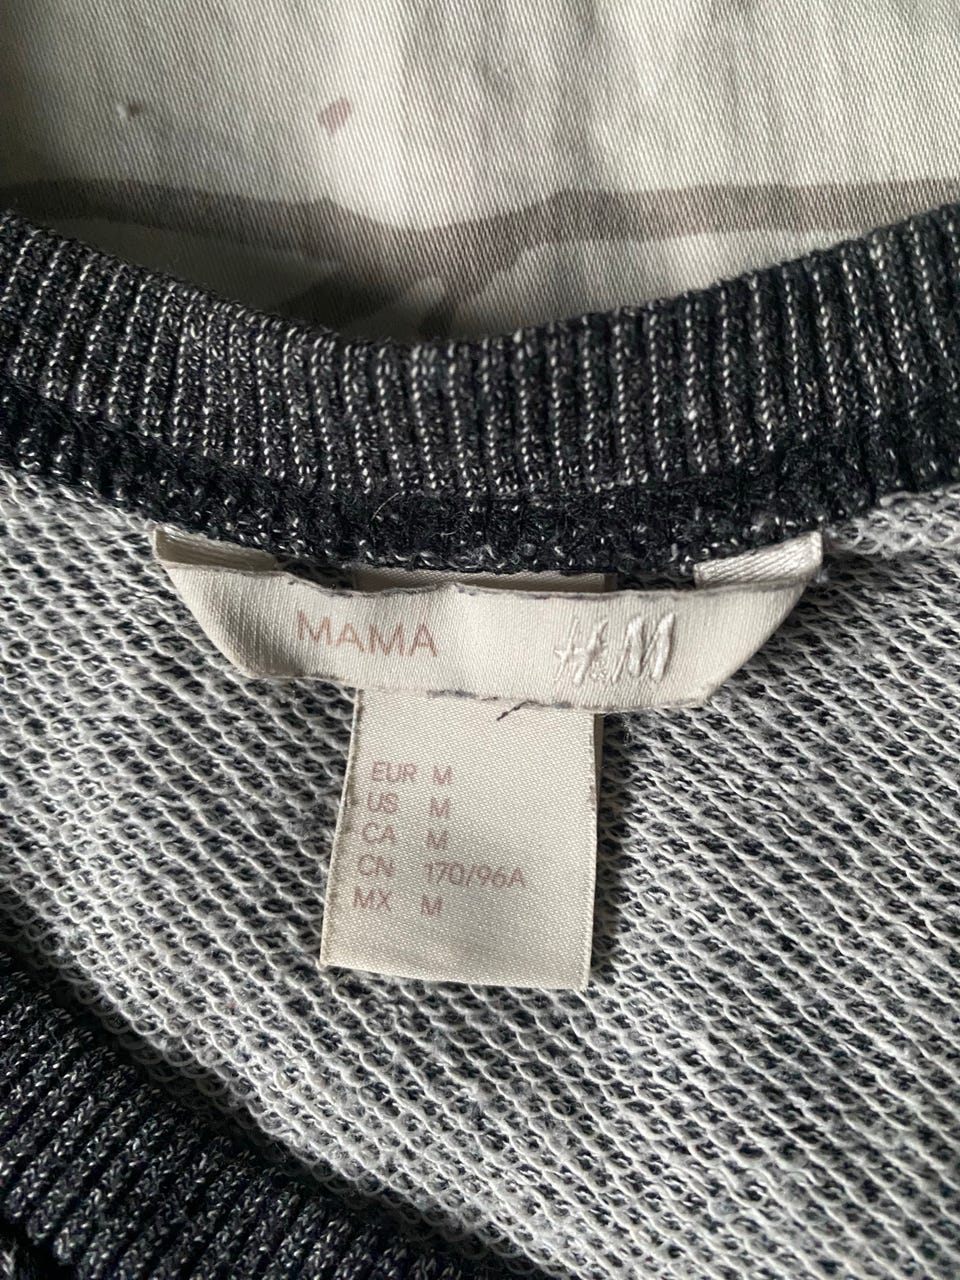 MAMA H&M
EUR M
US M
CA M
CN 170/96A
MX M